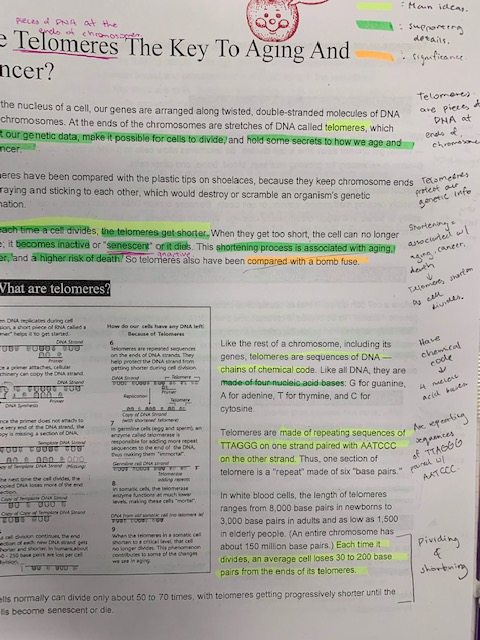 pieces of DNA at the
ends of chromosomes
: Main ideas.
: supporting
details.
: significance
e Telomeres The Key To Aging And
ncer?
the nucleus of a cell, our genes are arranged along twisted, double-stranded molecules of DNA
chromosomes. At the ends of the chromosomes are stretches of DNA called telomeres, which
t our genetic data, make it possible for cells to divide, and hold some secrets to how we age and
ncer.
Telomeres
are pieces of
DNA at
ends of
chromosomes
eres have been compared with the plastic tips on shoelaces, because they keep chromosome ends
raying and sticking to each other, which would destroy or scramble an organism's genetic
mation.
Telomeres
protect our
genetic info
each time a cell divides, the telomeres get shorter. When they get too short, the cell can no longer
e; it becomes inactive or "senescent" or it dies. This shortening process is associated with aging,
inactive
er, and a higher risk of death. So telomeres also have been compared with a bomb fuse.
Shortening =
associated w/
aging, cancer,
death
↓
Telomeres shorten
as cell
divides.
What are telomeres?
en DNA replicates during cell
sion, a short piece of RNA called a
mer" helps it to get started.
DNA Strand
Primer
ce a primer attaches, cellular
chinery can copy the DNA strand.
DNA Strand
Primer
DNA Synthesis
nce the primer does not attach to
e very end of the DNA strand, the
opy is missing a section of DNA.
Template DNA Strand
Copy of Template DNA Strand
he next time the cell divides, the
opied DNA loses more of the end
ection.
Copy of Template DNA Strand
Copy of Copy of Template DNA Strand
cell division continues, the end
ection of each new DNA strand gets
horter and shorter. In humans about
0 - 200 base pairs are lost per cell
ivision.
How do our cells have any DNA left?
Because of Telomeres
6
Telomeres are repeated sequences
on the ends of DNA strands. They
help protect the DNA strand from
getting shorter during cell division.
DNA Strand
Telomere
Replication
Primer
Telomere
Copy of DNA Strand
(with shortened telomere)
7
In germline cells (egg and sperm), an
enzyme called telomerase is
responsible for adding more repeat
sequences to the end of the DNA,
thus making them "immortal".
Germline DNA strand
Telomerase
adding repeats
8
In somatic cells, the telomerase
enzyme functions at much lower
levels, making these cells "mortal".
DNA from old somatic cell (no telomere left)
9
When the telomeres in a somatic cell
shorten to a critical level, that cell
no longer divides. This phenomenon
contributes to some of the changes
we see in aging.
Like the rest of a chromosome, including its
genes, telomeres are sequences of DNA —
chains of chemical code. Like all DNA, they are
made of four nucleic acid bases: G for guanine,
A for adenine, T for thymine, and C for
cytosine.
Have
chemical
code
↓
4 nucleic
acid bases
Telomeres are made of repeating sequences of
TTAGGG on one strand paired with AATCCC
on the other strand. Thus, one section of
telomere is a "repeat" made of six "base pairs."
Are repeating
sequences
of TTAGGG
paired w/
AATCCC
In white blood cells, the length of telomeres
ranges from 8,000 base pairs in newborns to
3,000 base pairs in adults and as low as 1,500
in elderly people. (An entire chromosome has
about 150 million base pairs.) Each time it
divides, an average cell loses 30 to 200 base
pairs from the ends of its telomeres.
Dividing
&
shortening
ells normally can divide only about 50 to 70 times, with telomeres getting progressively shorter until the
lls become senescent or die.